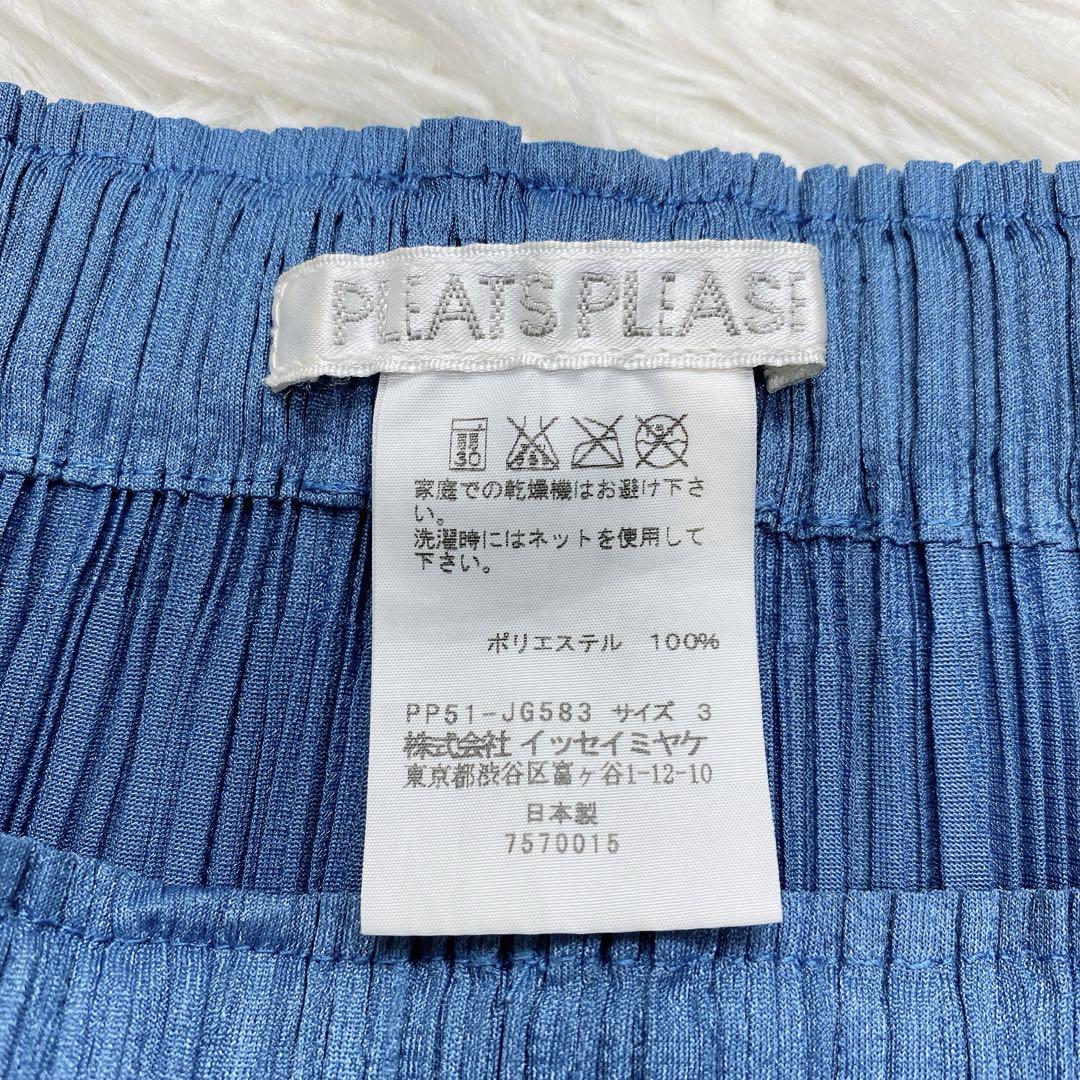 PLEATS PLEASE
30
家庭での乾燥機はお避け下さ
い。
洗濯時にはネットを使用して
下さい。
ポリエステル 100%
PP51-JG583 サイズ 3
株式会社 イッセイミヤケ
東京都渋谷区富ヶ谷1-12-10
日本製
7570015